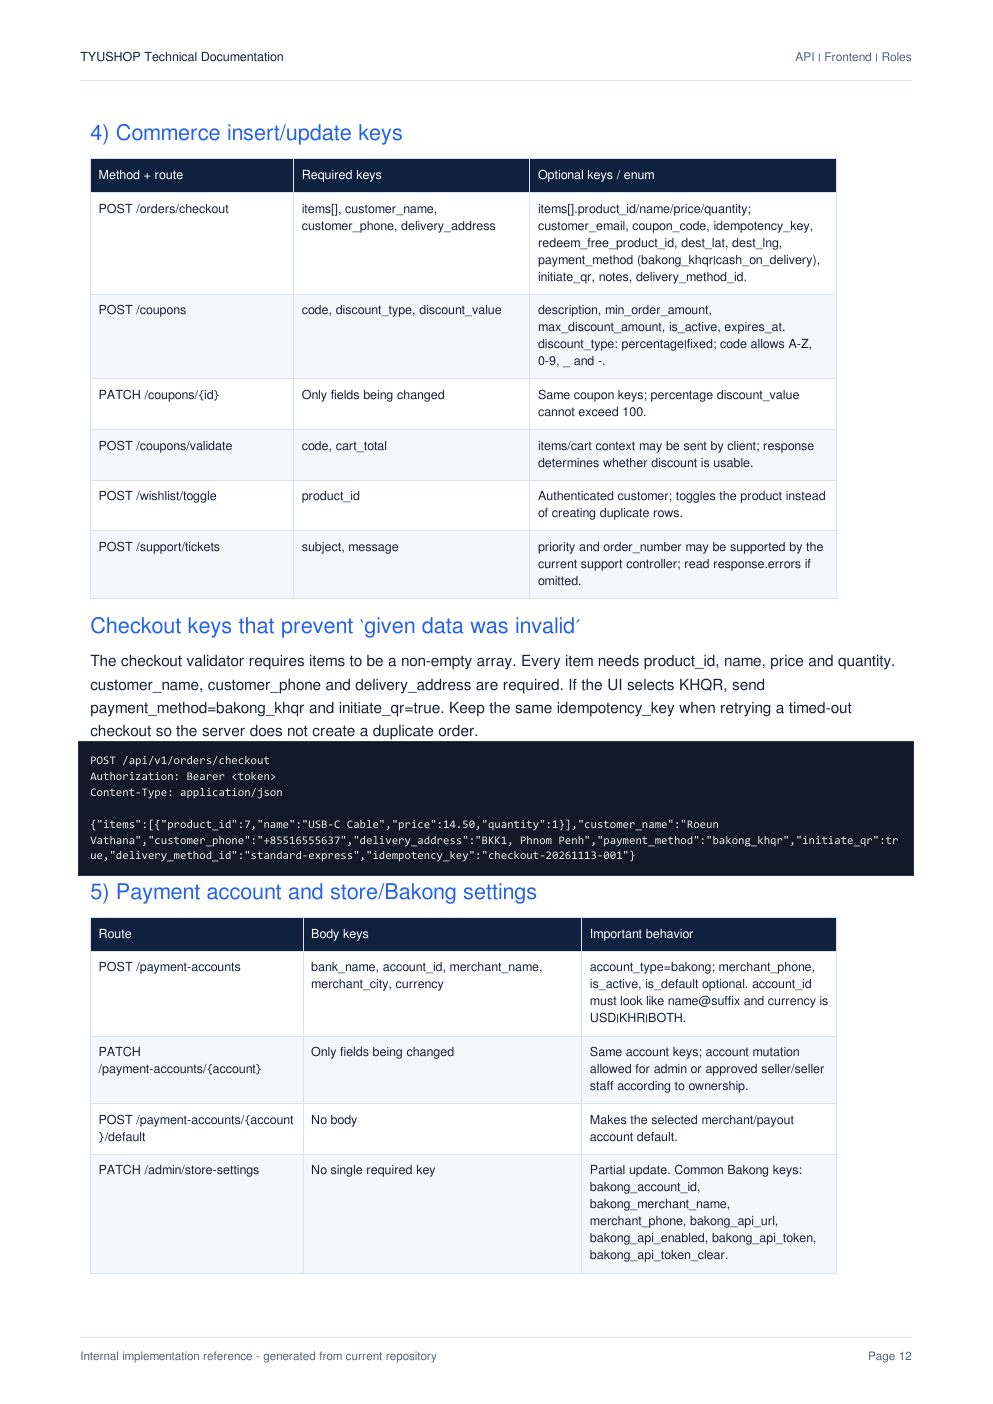 TYUSHOP Technical Documentation
API | Frontend | Roles
4) Commerce insert/update keys
Method + route
Required keys
Optional keys / enum
POST /orders/checkout
items[], customer_name,
customer_phone, delivery_address
items[].product_id/name/price/quantity;
customer_email, coupon_code, idempotency_key,
redeem_free_product_id, dest_lat, dest_lng,
payment_method (bakong_khqr|cash_on_delivery),
initiate_qr, notes, delivery_method_id.
POST /coupons
code, discount_type, discount_value
description, min_order_amount,
max_discount_amount, is_active, expires_at.
discount_type: percentage|fixed; code allows A-Z,
0-9, _ and -.
PATCH /coupons/{id}
Only fields being changed
Same coupon keys; percentage discount_value
cannot exceed 100.
POST /coupons/validate
code, cart_total
items/cart context may be sent by client; response
determines whether discount is usable.
POST /wishlist/toggle
product_id
Authenticated customer; toggles the product instead
of creating duplicate rows.
POST /support/tickets
subject, message
priority and order_number may be supported by the
current support controller; read response.errors if
omitted.
Checkout keys that prevent `given data was invalid´
The checkout validator requires items to be a non-empty array. Every item needs product_id, name, price and quantity.
customer_name, customer_phone and delivery_address are required. If the UI selects KHQR, send
payment_method=bakong_khqr and initiate_qr=true. Keep the same idempotency_key when retrying a timed-out
checkout so the server does not create a duplicate order.
POST /api/v1/orders/checkout
Authorization: Bearer <token>
Content-Type: application/json
{"items":[{"product_id":7,"name":"USB-C Cable","price":14.50,"quantity":1}],"customer_name":"Roeun
Vathana","customer_phone":"+85516555637","delivery_address":"BKK1, Phnom Penh","payment_method":"bakong_khqr","initiate_qr":tr
ue,"delivery_method_id":"standard-express","idempotency_key":"checkout-20261113-001"}
5) Payment account and store/Bakong settings
Route
Body keys
Important behavior
POST /payment-accounts
bank_name, account_id, merchant_name,
merchant_city, currency
account_type=bakong; merchant_phone,
is_active, is_default optional. account_id
must look like name@suffix and currency is
USD|KHR|BOTH.
PATCH
/payment-accounts/{account}
Only fields being changed
Same account keys; account mutation
allowed for admin or approved seller/seller
staff according to ownership.
POST /payment-accounts/{account
}/default
No body
Makes the selected merchant/payout
account default.
PATCH /admin/store-settings
No single required key
Partial update. Common Bakong keys:
bakong_account_id,
bakong_merchant_name,
merchant_phone, bakong_api_url,
bakong_api_enabled, bakong_api_token,
bakong_api_token_clear.
Internal implementation reference - generated from current repository
Page 12